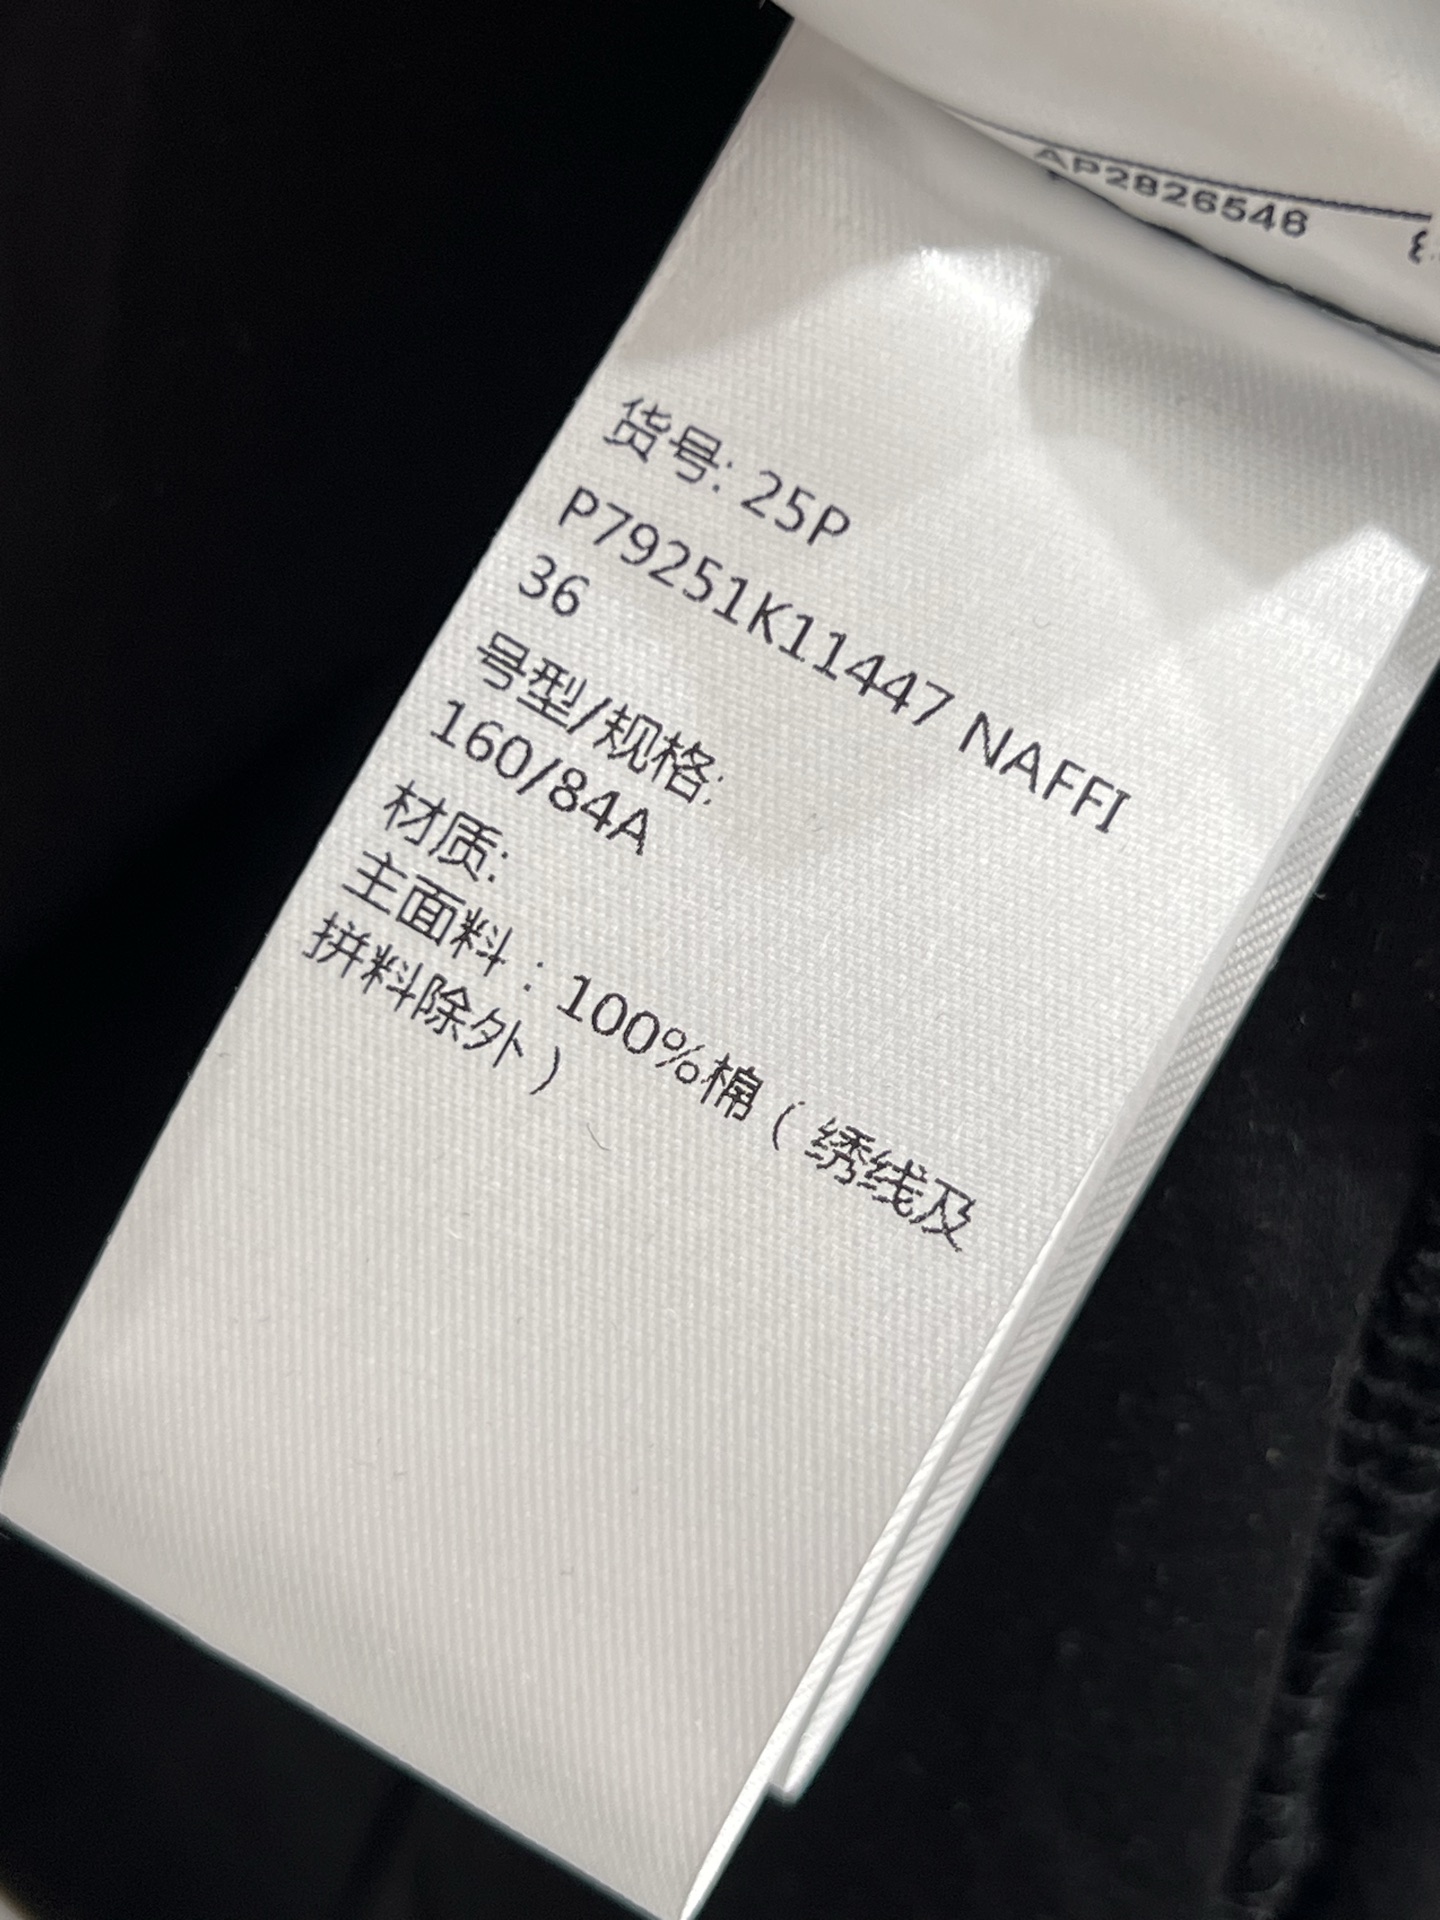 AP2826546
货号: 25P
P79251K11447 NAFFI
36
号型/规格:
160/84A
材质:
主面料：100%棉（绣线及
拼料除外）